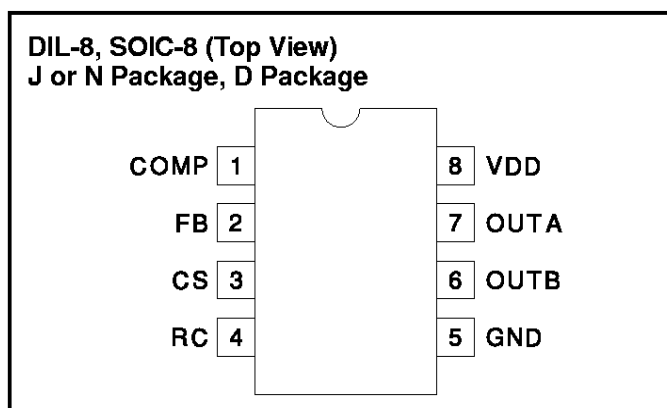 DIL-8, SOIC-8 (Top View)
J or N Package, D Package
COMP 1 8 VDD
FB 2 7 OUTA
CS 3 6 OUTB
RC 4 5 GND